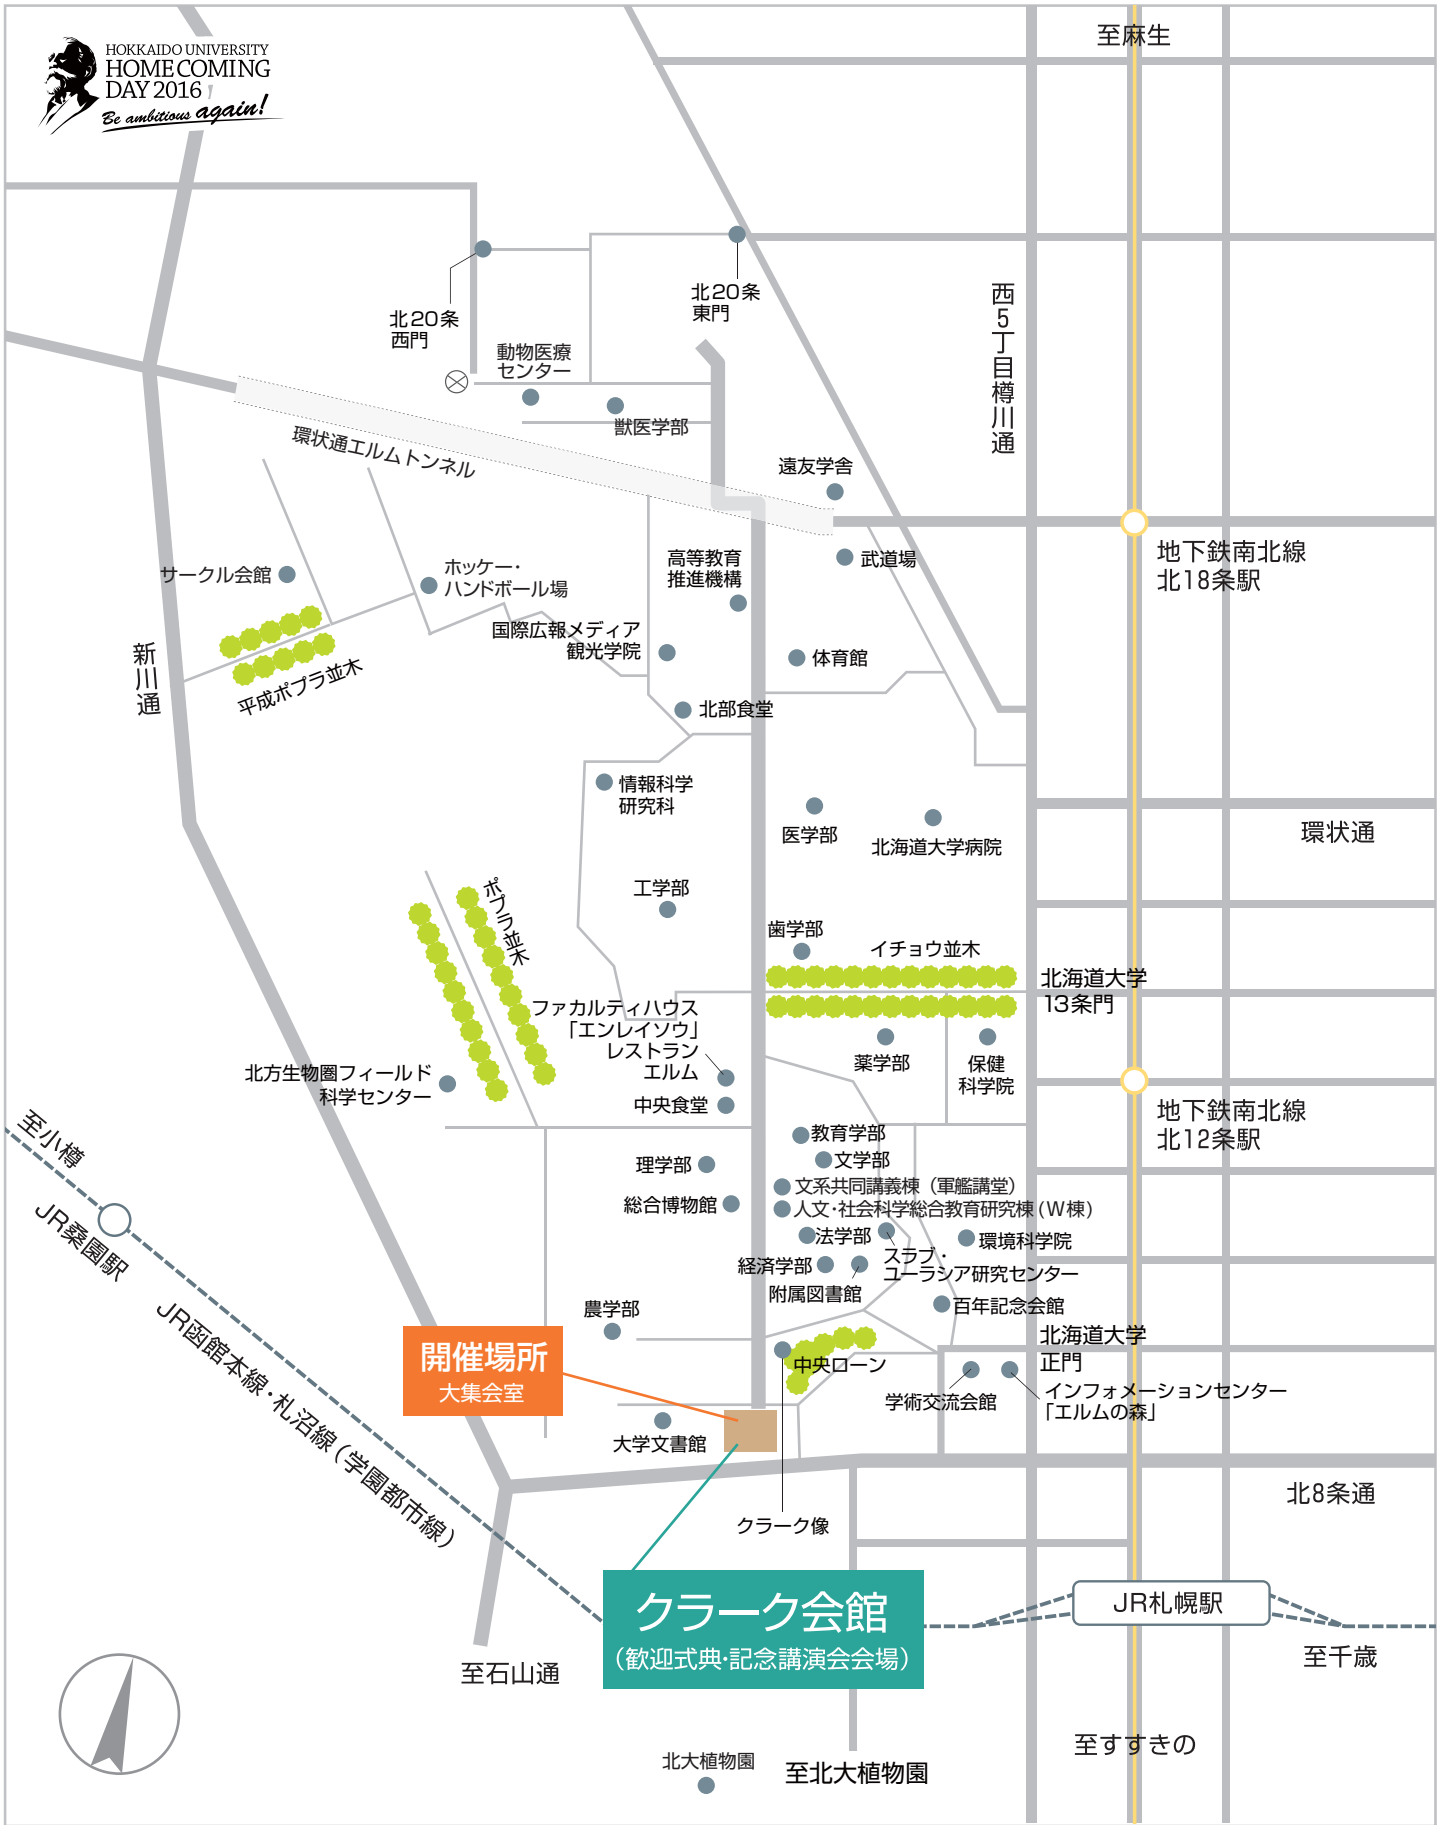 HOKKAIDO UNIVERSITY
HOMECOMING
DAY 2016
Be ambitious again!
至麻生
北20条
東門
西5丁目樽川通
北20条
西門
動物医療
センター
獣医学部
環状通エルムトンネル
遠友学舎
地下鉄南北線
北18条駅
武道場
高等教育
推進機構
サークル会館
ホッケー・
ハンドボール場
国際広報メディア
観光学院
体育館
新川通
平成ポプラ並木
北部食堂
情報科学
研究科
医学部
北海道大学病院
環状通
工学部
ポプラ並木
歯学部
イチョウ並木
北海道大学
13条門
ファカルティハウス
「エンレイソウ」
レストラン
エルム
薬学部
保健
科学院
北方生物圏フィールド
科学センター
中央食堂
地下鉄南北線
北12条駅
至小樽
JR桑園駅
教育学部
文学部
理学部
文系共同講義棟（軍艦講堂）
総合博物館
人文・社会科学総合教育研究棟(W棟)
法学部
環境科学院
スラブ・
ユーラシア研究センター
経済学部
附属図書館
百年記念会館
農学部
JR函館本線・札沼線（学園都市線）
北海道大学
正門
開催場所
大集会室
中央ローン
学術交流会館
インフォメーションセンター
「エルムの森」
大学文書館
北8条通
クラーク像
クラーク会館
（歓迎式典・記念講演会会場）
JR札幌駅
至千歳
至石山通
至すすきの
北大植物園
至北大植物園